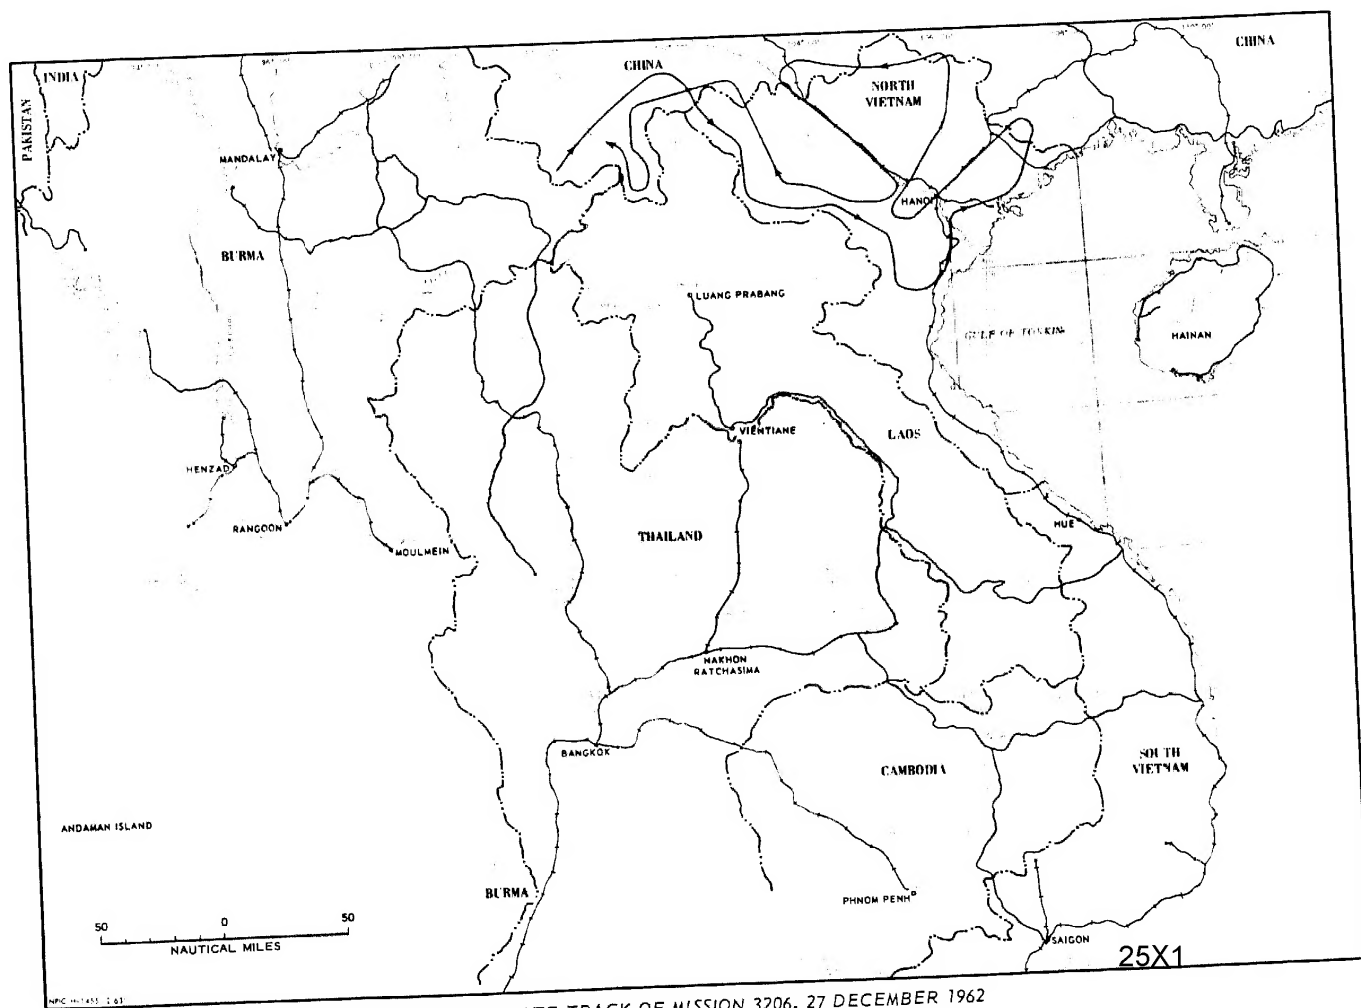 INDIA
CHINA
CHINA
PAKISTAN
NORTH
VIETNAM
MANDALAY
HANOI
BURMA
LUANG PRABANG
GULF OF TONKIN
HAINAN
VIENTIANE
LAOS
HENZAD
RANGOON
MOULMEIN
THAILAND
HUE
NAKHON
RATCHASIMA
BANGKOK
CAMBODIA
SOUTH
VIETNAM
ANDAMAN ISLAND
BURMA
PHNOM PENH
50 0 50
NAUTICAL MILES
SAIGON
25X1
TRACK OF MISSION 3206, 27 DECEMBER 1962